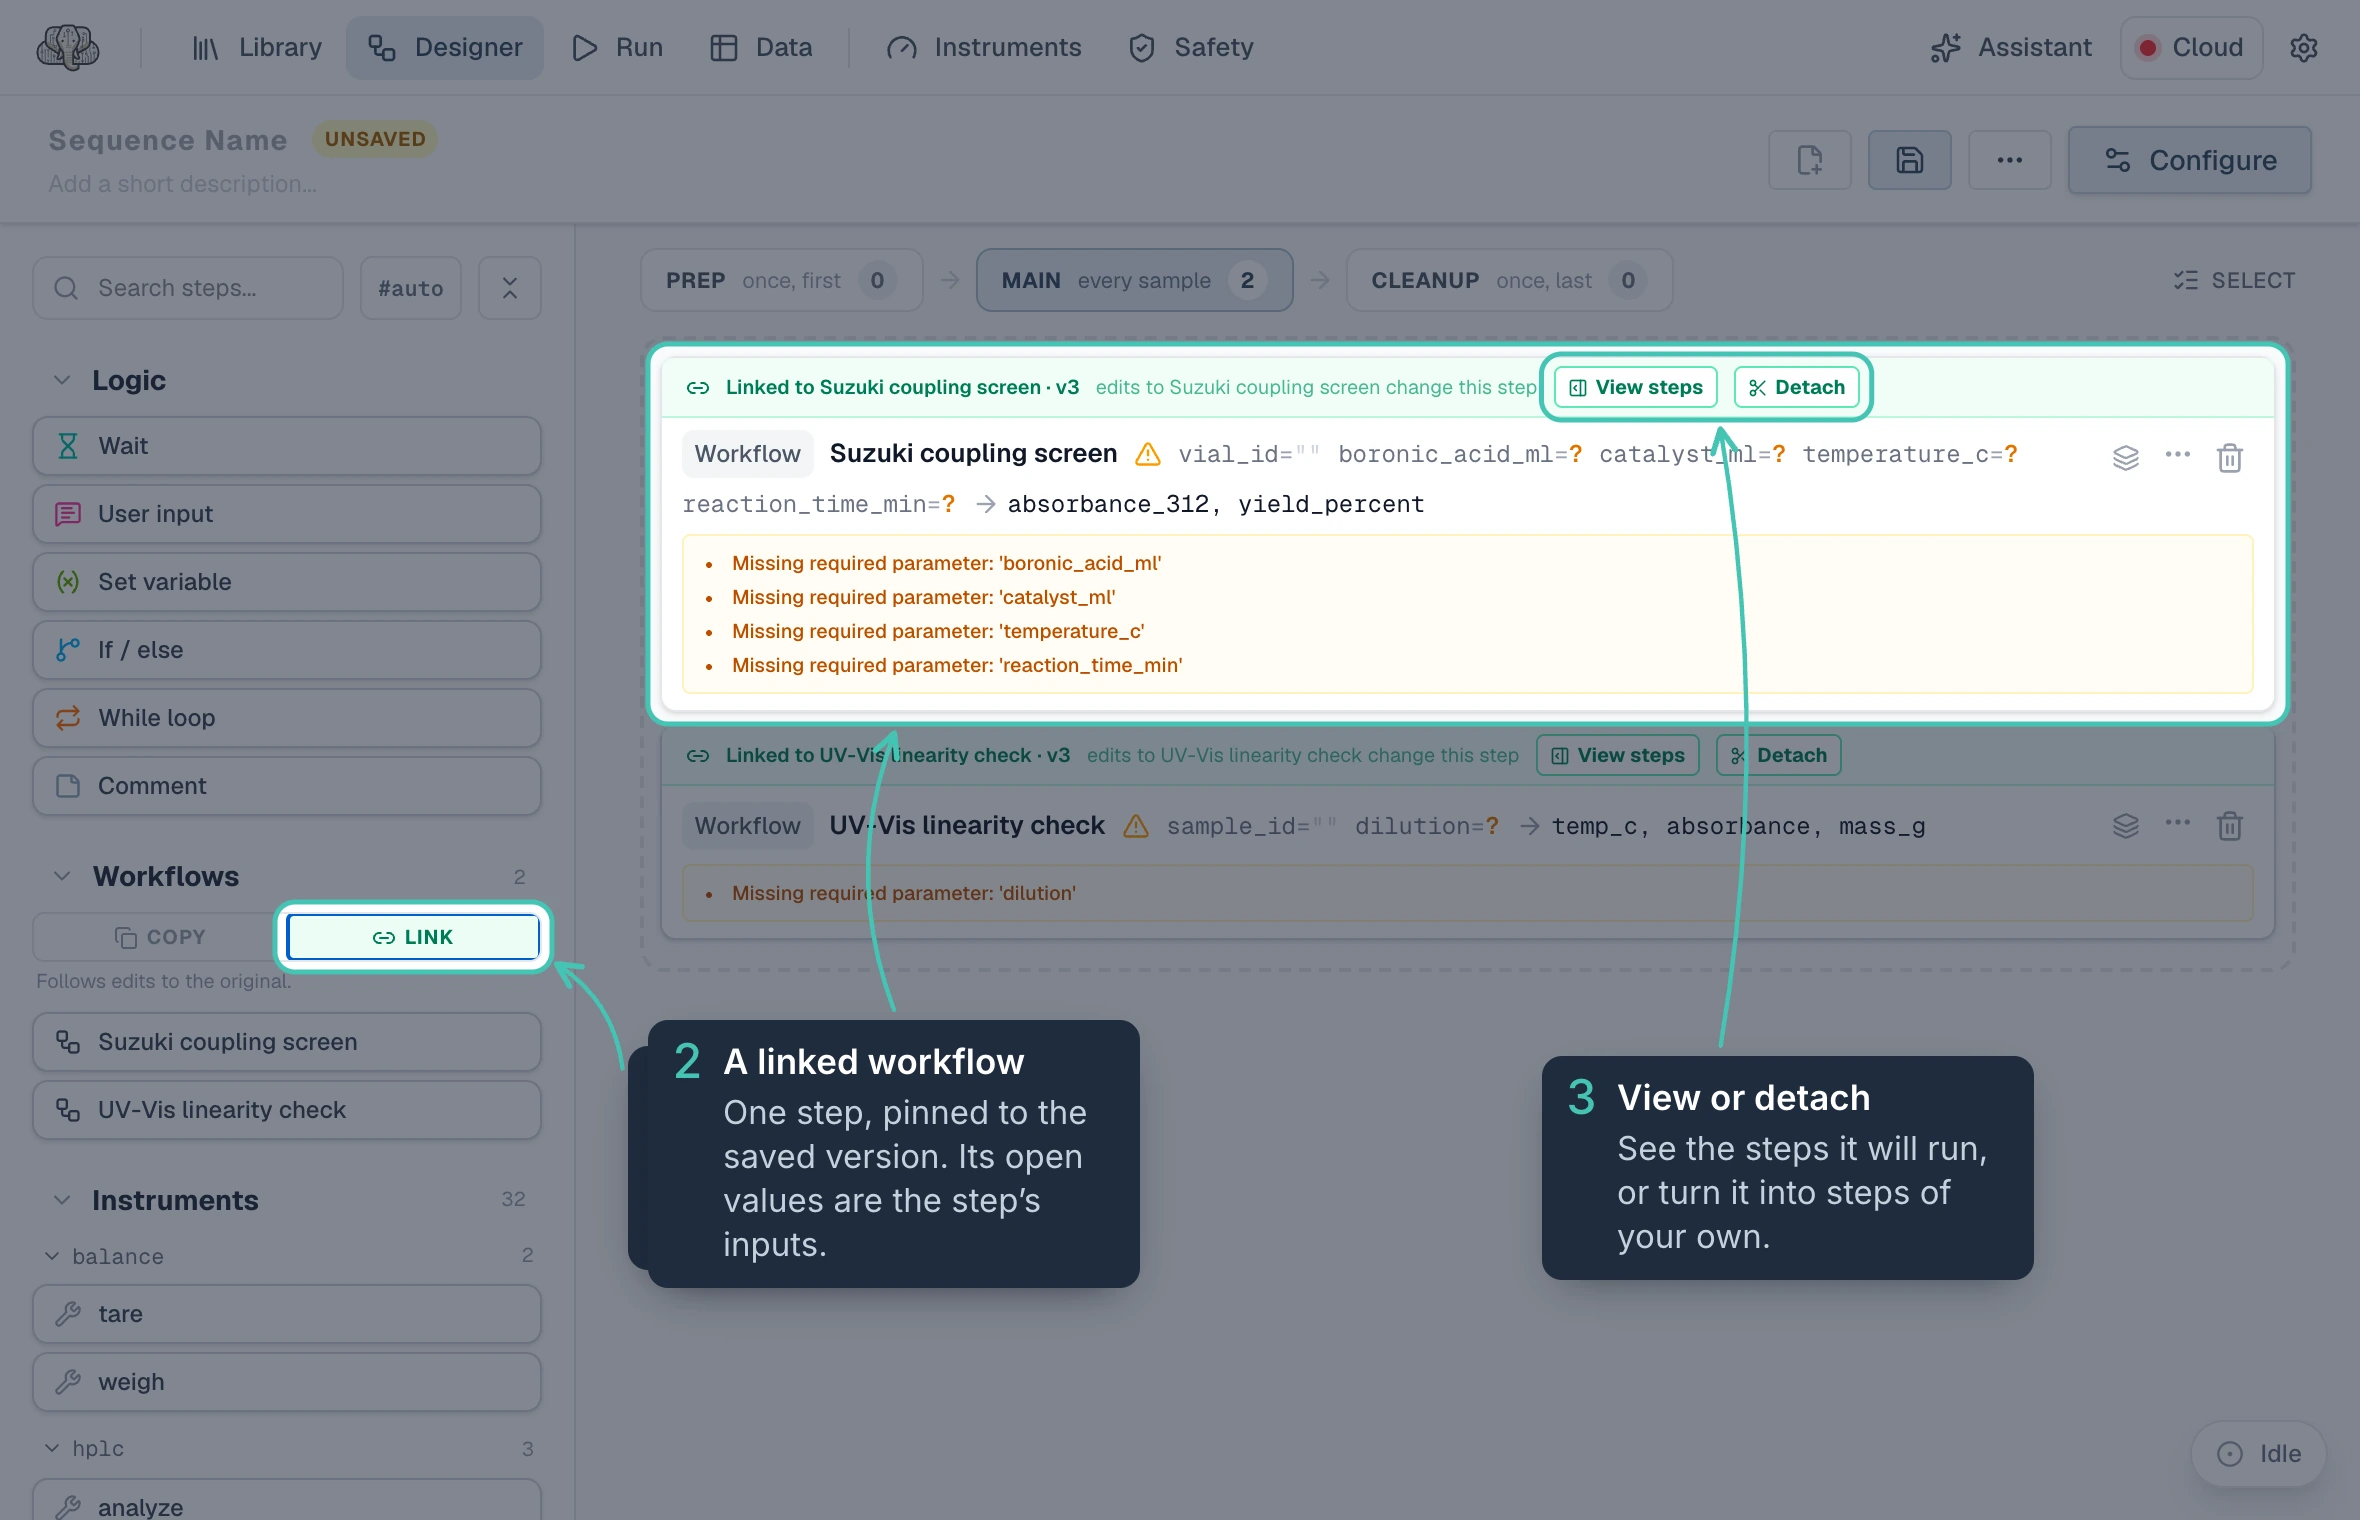 Library
Designer
Run
Data
Instruments
Safety
Assistant
Cloud
Sequence Name UNSAVED
Add a short description...
Configure
Search steps...
#auto
PREP once, first 0
MAIN every sample 2
CLEANUP once, last 0
SELECT
Logic
Wait
User input
Set variable
If / else
While loop
Comment
Workflows 2
COPY
LINK
Follows edits to the original.
Suzuki coupling screen
UV-Vis linearity check
Instruments 32
balance 2
tare
weigh
hplc 3
analyze
Linked to Suzuki coupling screen · v3 edits to Suzuki coupling screen change this step View steps Detach
Workflow Suzuki coupling screen vial_id="" boronic_acid_ml=? catalyst_ml=? temperature_c=?
reaction_time_min=? → absorbance_312, yield_percent
• Missing required parameter: 'boronic_acid_ml'
• Missing required parameter: 'catalyst_ml'
• Missing required parameter: 'temperature_c'
• Missing required parameter: 'reaction_time_min'
Linked to UV-Vis linearity check · v3 edits to UV-Vis linearity check change this step View steps Detach
Workflow UV-Vis linearity check sample_id="" dilution=? → temp_c, absorbance, mass_g
• Missing required parameter: 'dilution'
2 A linked workflow
One step, pinned to the
saved version. Its open
values are the step’s
inputs.
3 View or detach
See the steps it will run,
or turn it into steps of
your own.
Idle